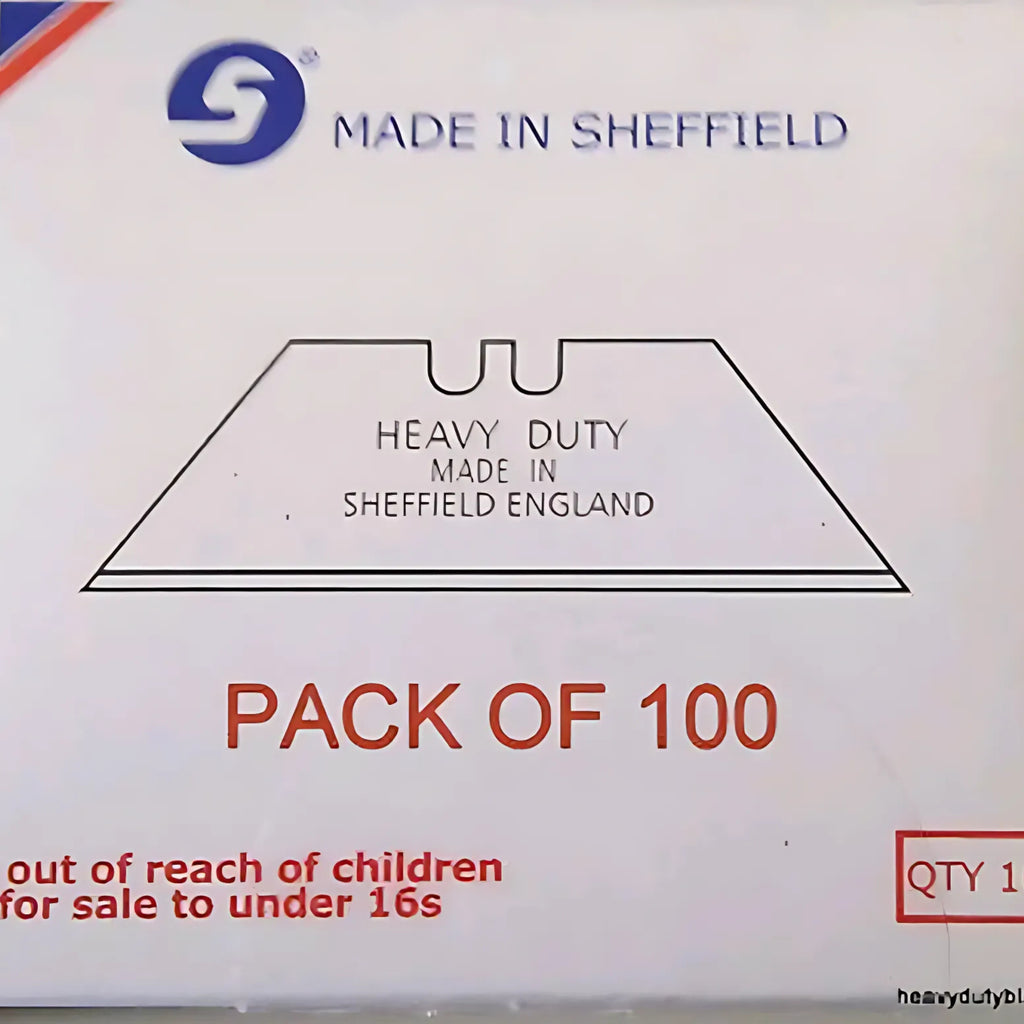 MADE IN SHEFFIELD
HEAVY DUTY
MADE IN
SHEFFIELD ENGLAND
PACK OF 100
out of reach of children
for sale to under 16s
QTY 1